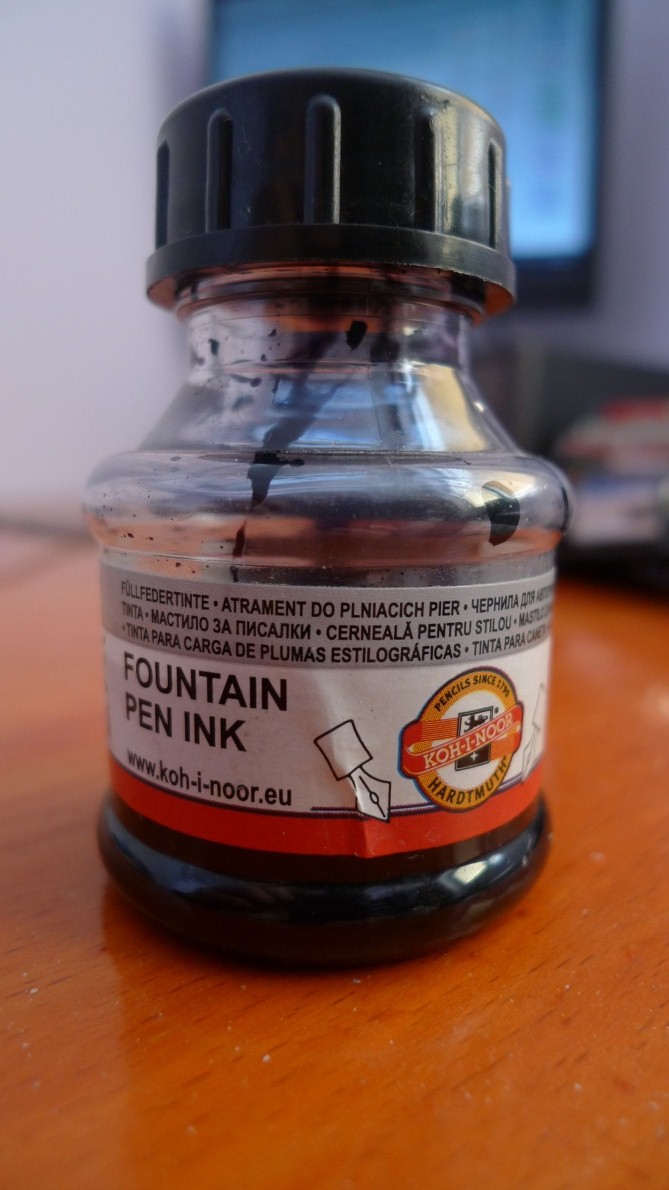 FÜLLFEDERTINTE • ATRAMENT DO PLNIACICH PIER • ЧЕРНИЛА ДЛЯ
TINTA • МАСТИЛО ЗА ПИСАЛКИ • CERNEALĂ PENTRU STILOU •
• TINTA PARA CARGA DE PLUMAS ESTILOGRÁFICAS • TINTA PARA
FOUNTAIN
PEN INK
www.koh-i-noor.eu
PENCILS SINCE 1790
KOH-I-NOOR
HARDTMUTH